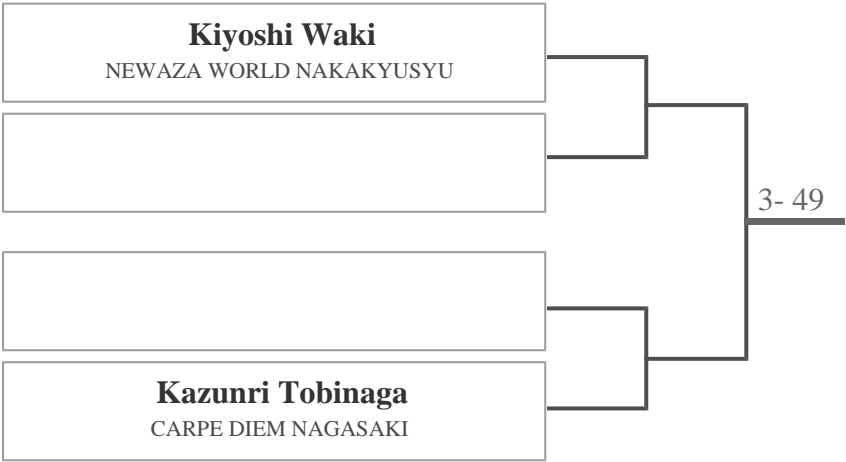 Kiyoshi Waki
NEWAZA WORLD NAKAKYUSYU
3- 49
Kazunri Tobinaga
CARPE DIEM NAGASAKI